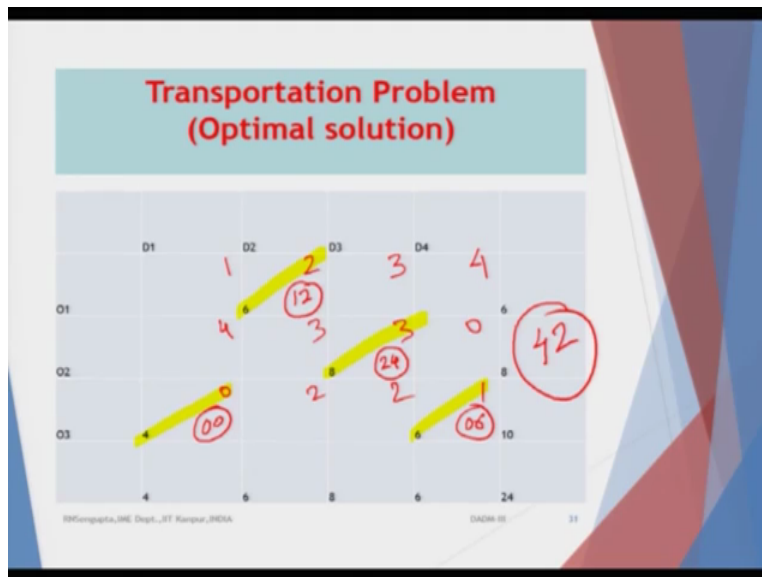 Transportation Problem
(Optimal solution)
D1 D2 D3 D4
1 2 3 4
O1 6 12 6
4 3 3 0 42
O2 8 24 8
0 2 2 1
O3 4 00 6 06 10
4 6 8 6 24
RNSengupta,IME Dept.,IIT Kanpur,INDIA DADM-III 31